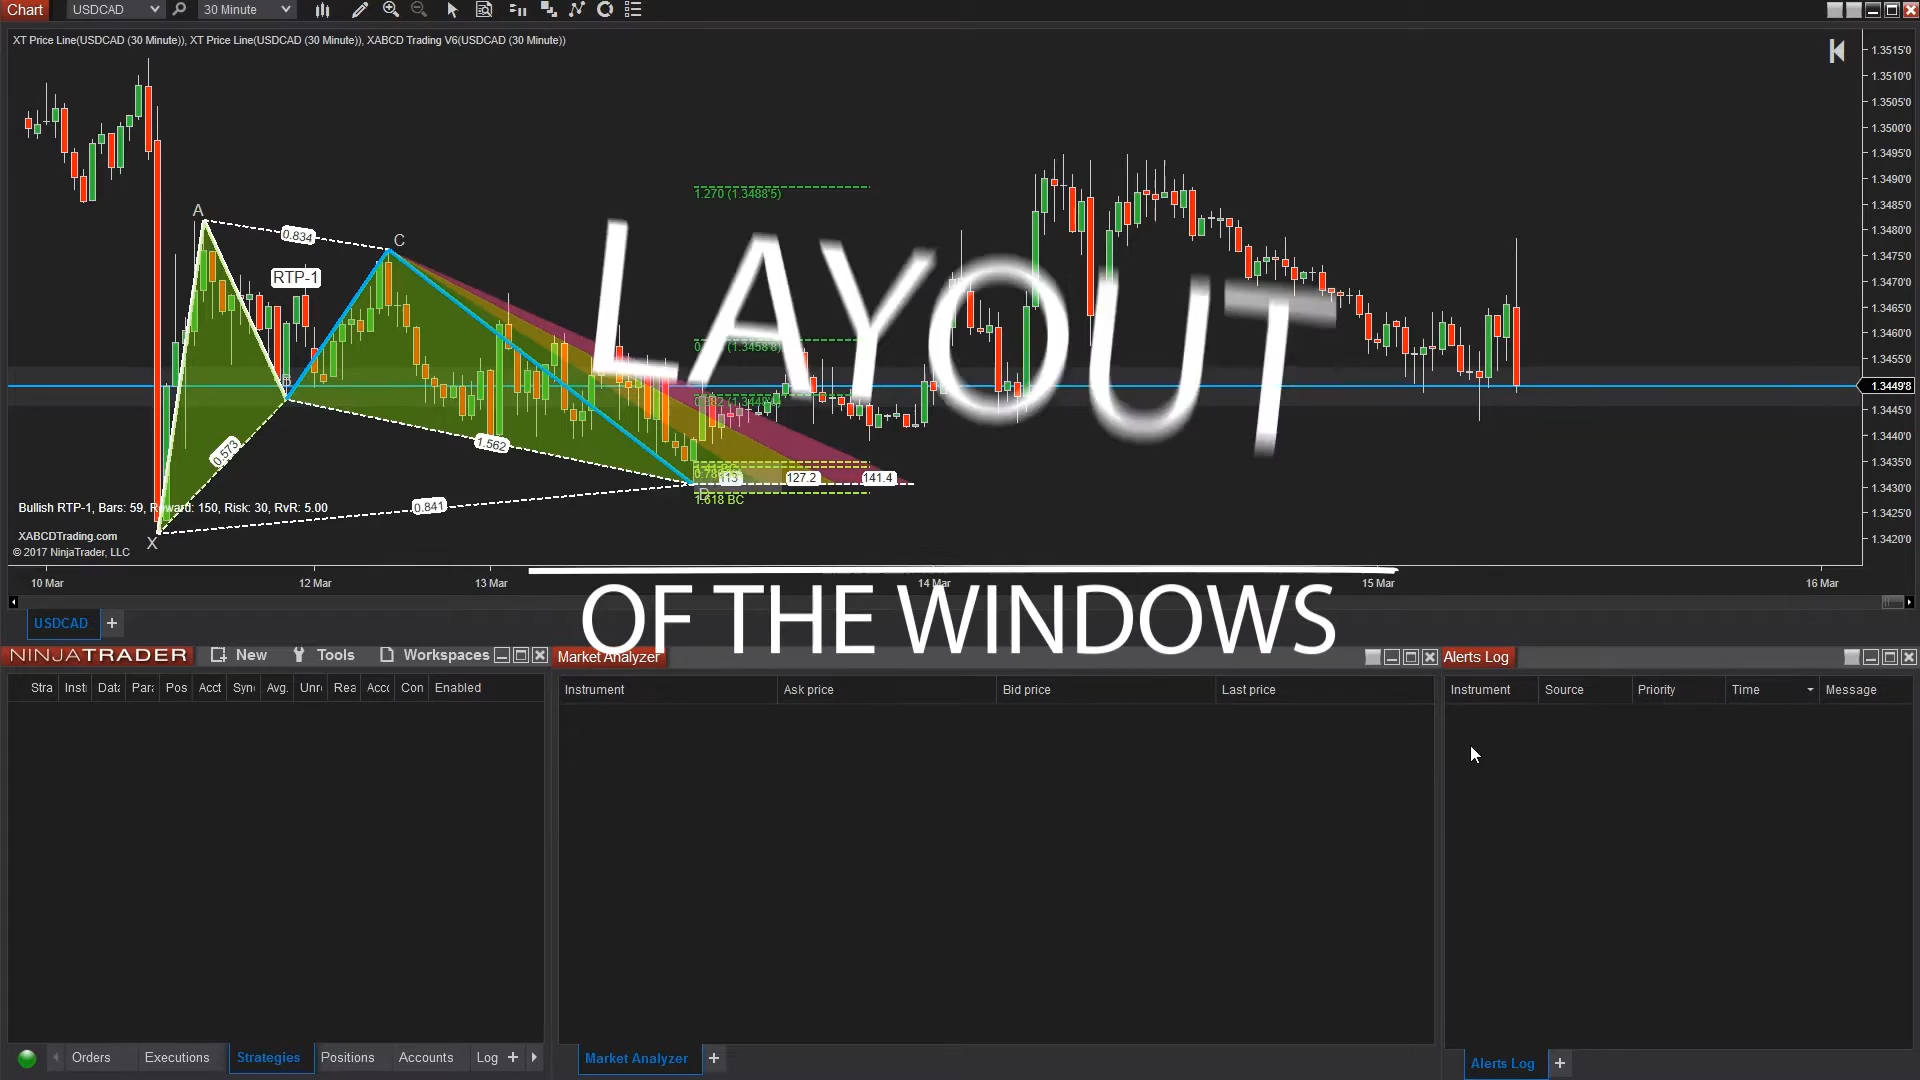 Chart
USDCAD
30 Minute
XT Price Line(USDCAD (30 Minute)), XT Price Line(USDCAD (30 Minute)), XABCD Trading V6(USDCAD (30 Minute))
1.3515'0
1.3510'0
1.3505'0
1.3500'0
1.3495'0
1.3490'0
1.3485'0
1.3480'0
1.3475'0
1.3470'0
1.3465'0
1.3460'0
1.3455'0
1.3449'8
1.3445'0
1.3440'0
1.3435'0
1.3430'0
1.3425'0
1.3420'0
1.270 (1.3488'5)
A
0.834
C
RTP-1
LAYOUT
B
0.573
1.562
113
127.2
141.4
D
1.618 BC
0.841
Bullish RTP-1, Bars: 59, Reward: 150, Risk: 30, RvR: 5.00
XABCDTrading.com
X
© 2017 NinjaTrader, LLC
10 Mar
12 Mar
13 Mar
14 Mar
15 Mar
16 Mar
OF THE WINDOWS
USDCAD +
NINJATRADER New Tools Workspaces
Market Analyzer
Alerts Log
Stra Inst Data Para Pos Acct Syn Avg. Unr Rea Acc Con Enabled
Instrument Ask price Bid price Last price
Instrument Source Priority Time Message
Orders Executions Strategies Positions Accounts Log +
Market Analyzer +
Alerts Log +